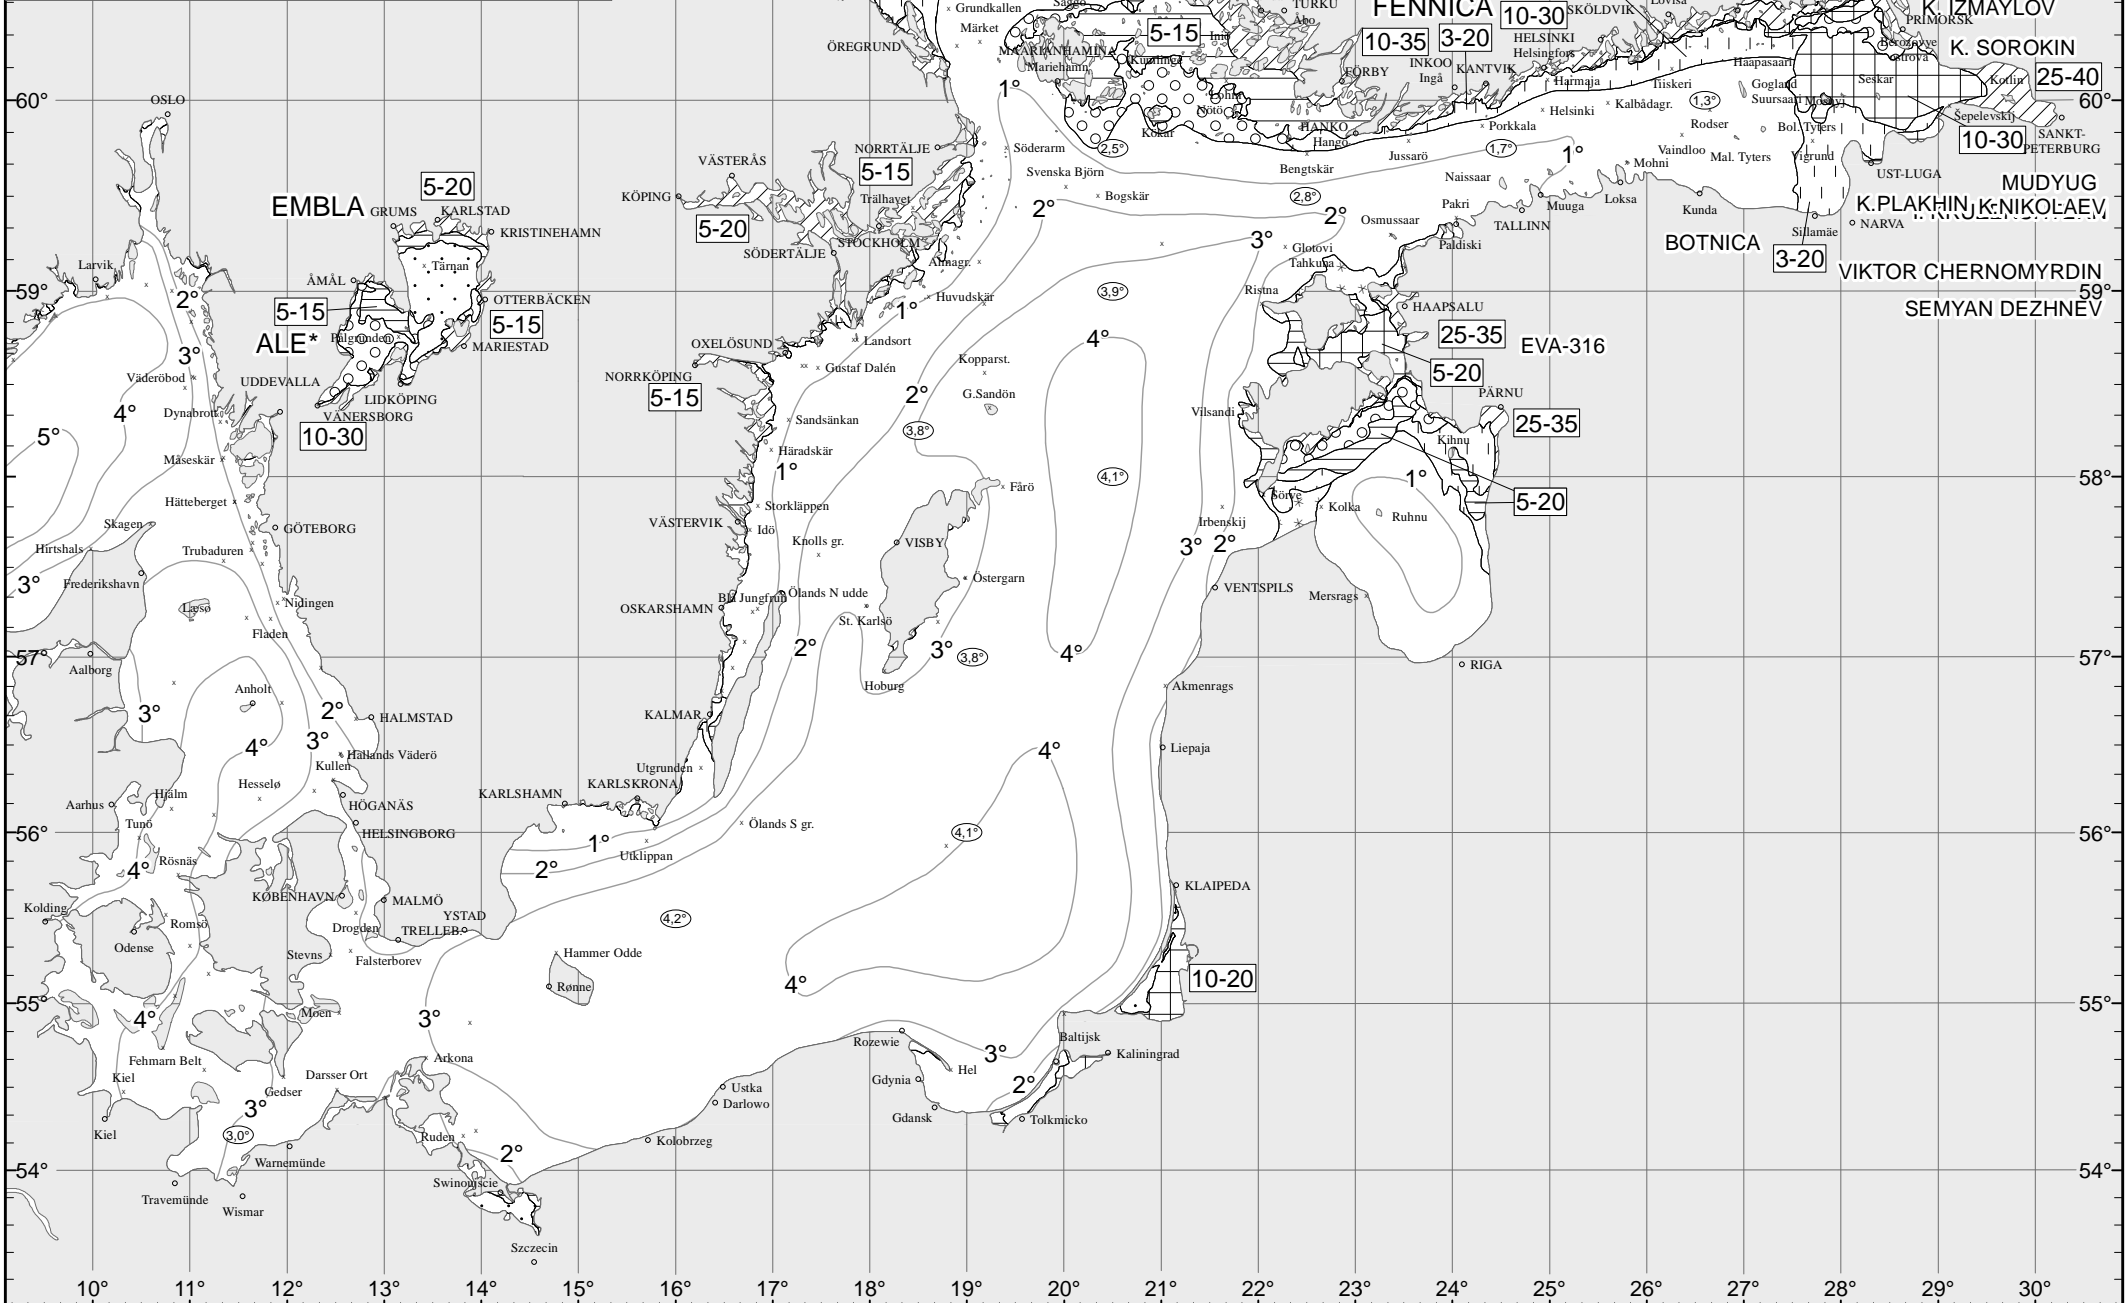 Grundkallen
Saggö
TURKU
Åbo
FENNICA
10-30
SKÖLDVIK
Lovisa
K. IZMAYLOV
PRIMORSK
Märket
ÖREGRUND
MAARIANHAMINA
Mariehamn
5-15
Iniö
Kumlinge
10-35
3-20
HELSINKI
Helsingfors
Berezovye
ostrova
K. SOROKIN
FÖRBY
INKOO
Ingå
KANTVIK
Harmaja
Haapasaari
Tiiskeri
Gogland
Suursaari
Seskar
Kotlin
25-40
60°
OSLO
1°
Lohm
Nötö
Kökar
HANKO
Hangö
Porkkala
Helsinki
Kalbådagr.
1,3°
Rodser
Mosnyj
Bol. Tyters
Sepelevskij
60°
10-30
SANKT-
PETERBURG
VÄSTERÅS
NORRTÄLJE
Söderarm
2,5°
Bengtskär
Jussarö
1,7°
1°
Vaindloo
Mal. Tyters
Vigrund
5-15
Svenska Björn
Bogskär
2,8°
Naissaar
Mohni
UST-LUGA
5-20
KÖPING
Trälhavet
2°
2°
Pakri
Muuga
Loksa
Kunda
MUDYUG
EMBLA
GRUMS
KARLSTAD
5-20
STOCKHOLM
Osmussaar
TALLINN
K.PLAKHIN
K.NIKOLAEV
KRISTINEHAMN
SÖDERTÄLJE
3°
Glotovi
Tahkuna
Paldiski
BOTNICA
Sillamäe
NARVA
3-20
Larvik
Tärnan
Almagr.
VIKTOR CHERNOMYRDIN
ÅMÅL
59°
2°
OTTERBÄCKEN
Huvudskär
3,9°
Ristna
HAAPSALU
59°
SEMYAN DEZHNEV
5-15
5-15
1°
ALE*
Pålgrunden
MARIESTAD
OXELÖSUND
Landsort
4°
25-35
EVA-316
3°
Kopparst.
Väderöbod
UDDEVALLA
LIDKÖPING
NORRKÖPING
Gustaf Dalén
5-20
5-15
2°
G.Sandön
PÄRNU
4°
Dynabrott
VÄNERSBORG
Sandsänkan
Vilsandi
25-35
5°
10-30
3,8°
Kihnu
Måseskär
Häradskär
1°
4,1°
58°
1°
Hätteberget
Storkläppen
Fårö
Sörve
Kolka
5-20
Skagen
GÖTEBORG
VÄSTERVIK
Idö
Irbenskij
Ruhnu
Hirtshals
Trubaduren
Knolls gr.
VISBY
3°
2°
3°
Frederikshavn
Östergarn
VENTSPILS
Mersrags
Læsø
Nidingen
OSKARSHAMN
Blå Jungfrun
Ölands N udde
St. Karlsö
Fladen
57°
2°
3°
3,8°
4°
57°
Aalborg
RIGA
Anholt
Hoburg
Akmenrags
3°
2°
HALMSTAD
KALMAR
4°
3°
Hallands Väderö
4°
Liepaja
Kullen
Utgrunden
Hesselø
Aarhus
Hjälm
HÖGANÄS
KARLSHAMN
KARLSKRONA
Tunö
HELSINGBORG
56°
1°
Ölands S gr.
4,1°
56°
4°
Rösnäs
Utklippan
2°
KLAIPEDA
KØBENHAVN
MALMÖ
Kolding
Romsö
Drogden
YSTAD
TRELLEB.
4,2°
Odense
Stevns
Falsterborev
Hammer Odde
Rønne
4°
10-20
55°
Moen
55°
4°
3°
Fehmarn Belt
Arkona
Rozewie
3°
Baltijsk
Kaliningrad
Kiel
Gedser
Darsser Ort
Gdynia
Hel
2°
Ustka
Darlowo
3°
Gdansk
Tolkmicko
Kiel
3,0°
Ruden
Kolobrzeg
Warnemünde
2°
54°
54°
Travemünde
Swinoujscie
Wismar
Szczecin
10° 11° 12° 13° 14° 15° 16° 17° 18° 19° 20° 21° 22° 23° 24° 25° 26° 27° 28° 29° 30°